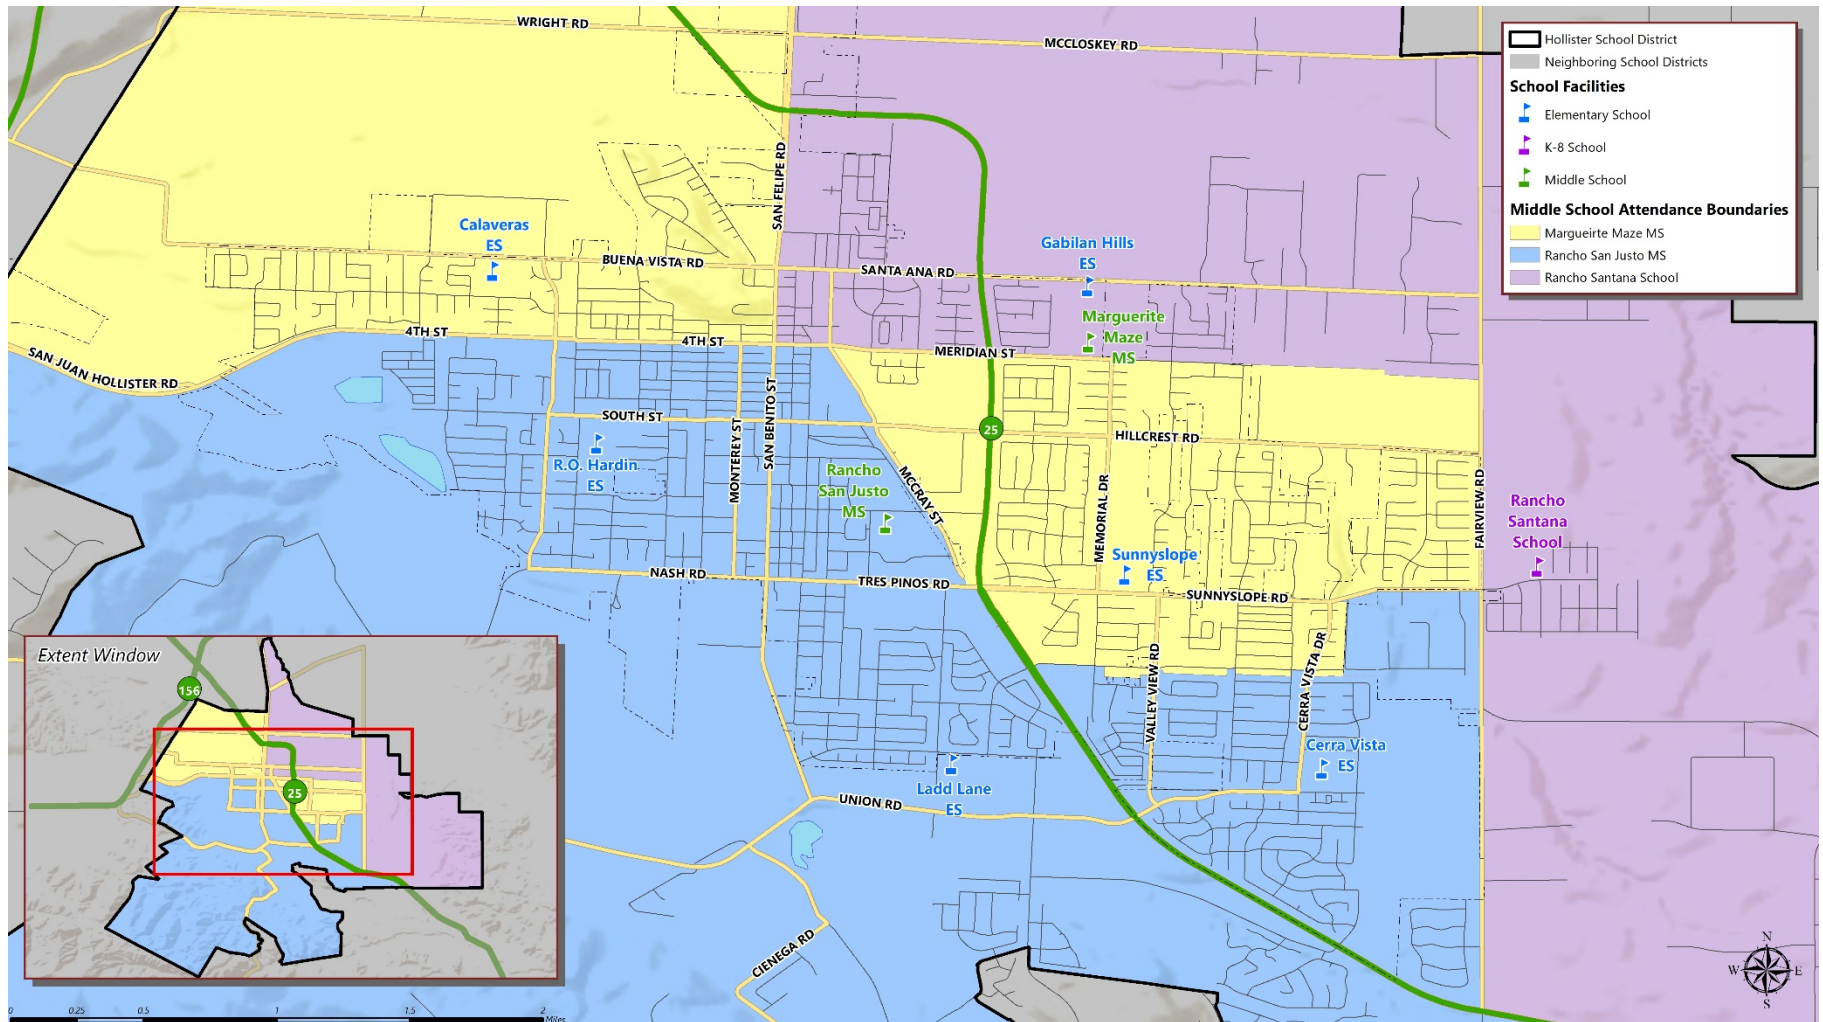 WRIGHT RD
MCCLOSKEY RD
Hollister School District
Neighboring School Districts
School Facilities
Elementary School
K-8 School
Middle School
Middle School Attendance Boundaries
Margueirte Maze MS
Rancho San Justo MS
Rancho Santana School
SAN FELIPE RD
Calaveras
ES
BUENA VISTA RD
SANTA ANA RD
Gabilan Hills
ES
Marguerite
Maze
MS
4TH ST
4TH ST
MERIDIAN ST
SAN JUAN HOLLISTER RD
SOUTH ST
MONTEREY ST
SAN BENITO ST
25
HILLCREST RD
R.O. Hardin
ES
Rancho
San Justo
MS
MCCRAY ST
MEMORIAL DR
FAIRVIEW RD
Rancho
Santana
School
Sunnyslope
ES
NASH RD
TRES PINOS RD
SUNNYSLOPE RD
VALLEY VIEW RD
CERRA VISTA DR
Cerra Vista
ES
Ladd Lane
ES
UNION RD
CIENEGA RD
Extent Window
156
25
N
W
E
S
0
0.25
0.5
1
1.5
2
Miles